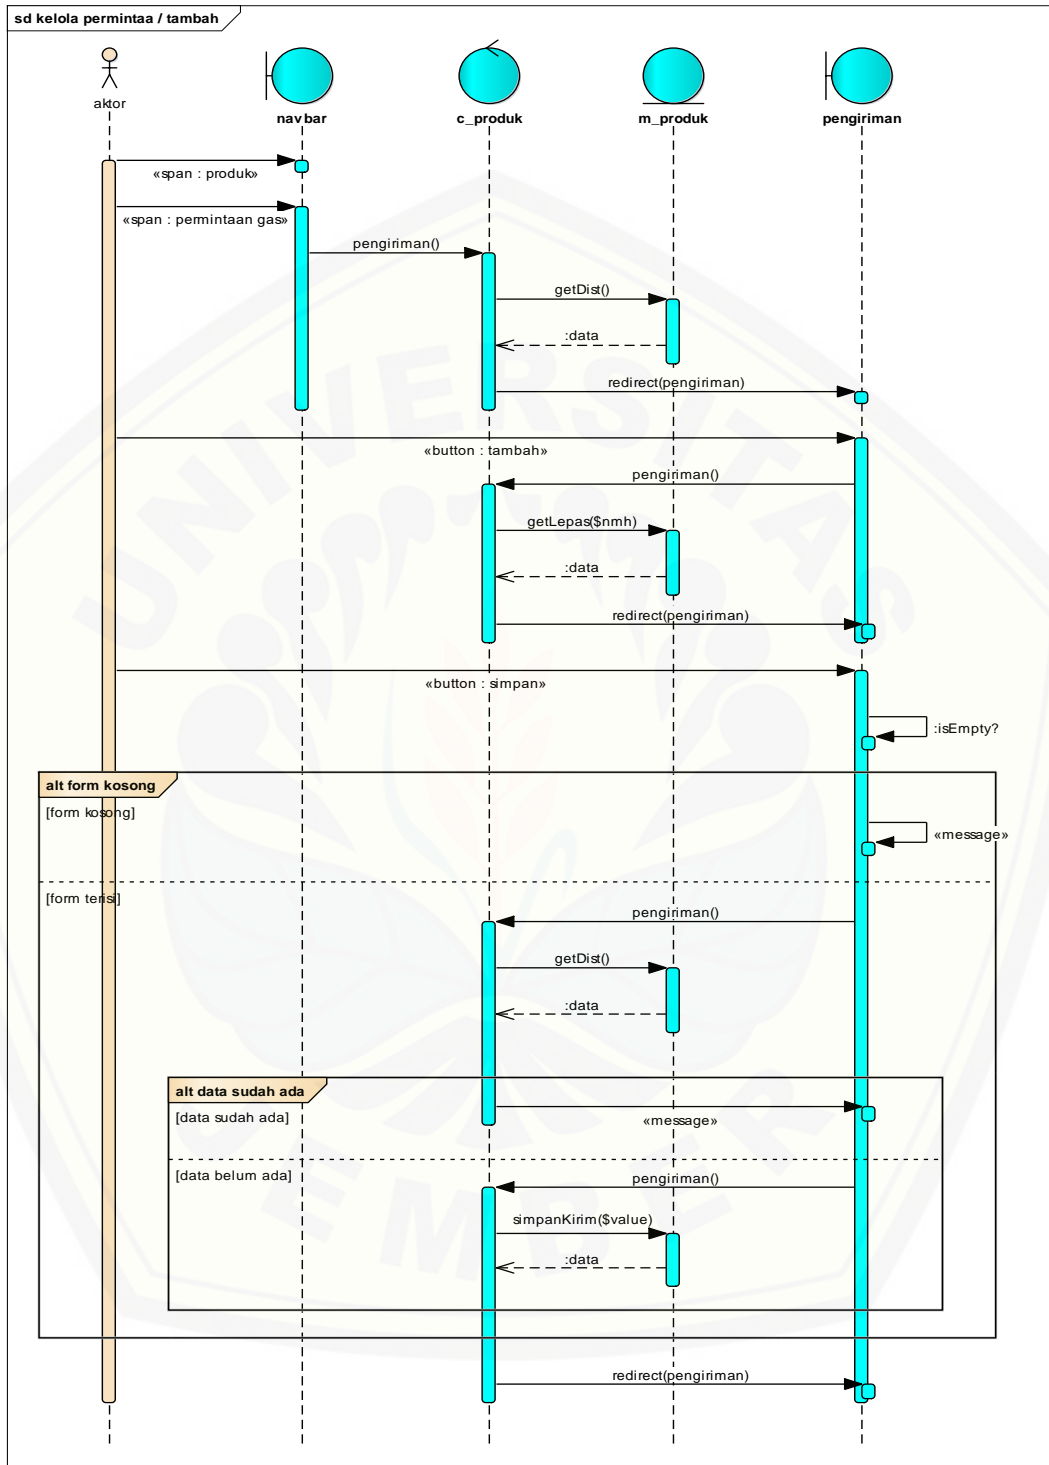 sd kelola permintaa / tambah
aktor
navbar
c_produk
m_produk
pengiriman
«span : produk»
«span : permintaan gas»
pengiriman()
getDist()
:data
redirect(pengiriman)
«button : tambah»
pengiriman()
getLepas($nmh)
:data
redirect(pengiriman)
«button : simpan»
:isEmpty?
alt form kosong
[form kosong]
«message»
[form terisi]
pengiriman()
getDist()
:data
alt data sudah ada
[data sudah ada]
«message»
[data belum ada]
pengiriman()
simpanKirim($value)
:data
redirect(pengiriman)
UNIVERSITAS
JEMBER